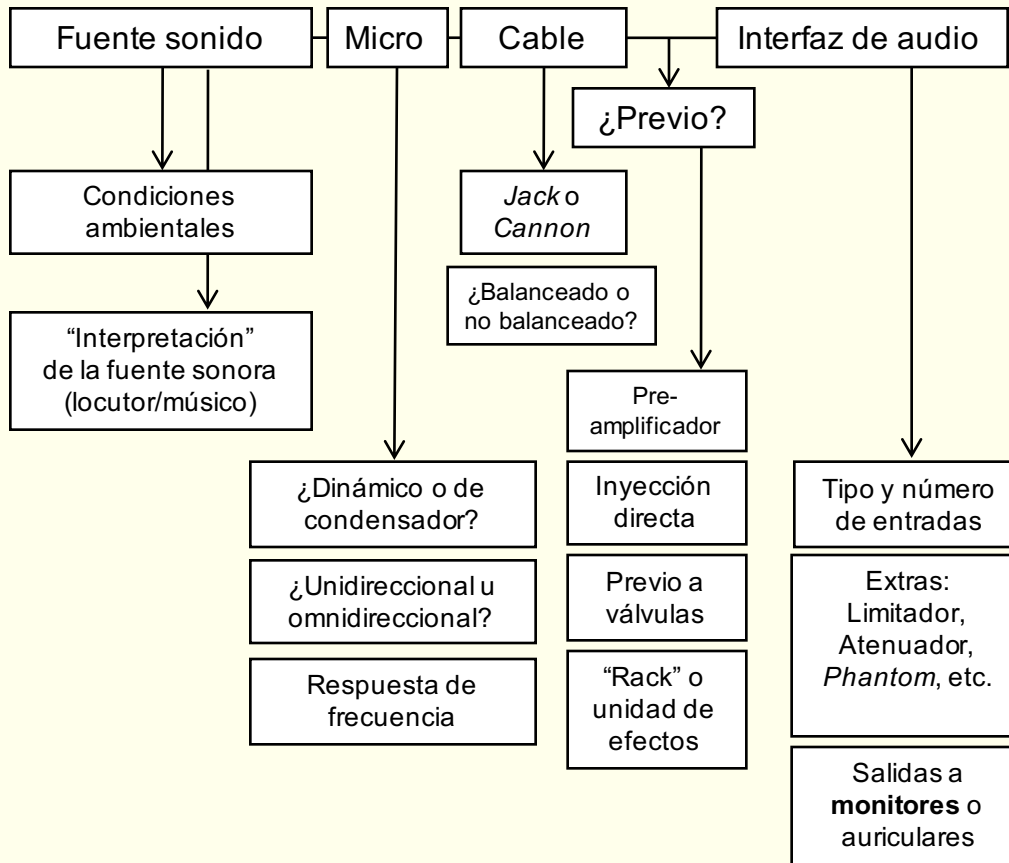 Fuente sonido
Micro
Cable
Interfaz de audio
¿Previo?
Condiciones
ambientales
Jack o
Cannon
¿Balanceado o
no balanceado?
“Interpretación”
de la fuente sonora
(locutor/músico)
Pre-
amplificador
¿Dinámico o de
condensador?
Inyección
directa
Tipo y número
de entradas
¿Unidireccional u
omnidireccional?
Previo a
válvulas
Extras:
Limitador,
Atenuador,
Phantom, etc.
Respuesta de
frecuencia
“Rack” o
unidad de
efectos
Salidas a
monitores o
auriculares